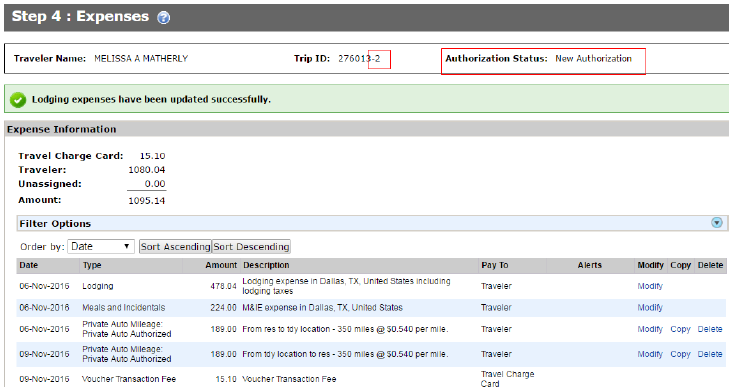 Step 4 : Expenses ?
Traveler Name: MELISSA A MATHERLY Trip ID: 276013-2 Authorization Status: New Authorization
Lodging expenses have been updated successfully.
Expense Information
Travel Charge Card: 15.10
Traveler: 1080.04
Unassigned: 0.00
Amount: 1095.14
Filter Options
Order by: Date Sort Ascending Sort Descending
Date Type Amount Description Pay To Alerts Modify Copy Delete
06-Nov-2016 Lodging 478.04 Lodging expense in Dallas, TX, United States including
lodging taxes Traveler Modify
06-Nov-2016 Meals and Incidentals 224.00 M&IE expense in Dallas, TX, United States Traveler Modify
06-Nov-2016 Private Auto Mileage:
Private Auto Authorized 189.00 From res to tdy location - 350 miles @ $0.540 per mile. Traveler Modify Copy Delete
09-Nov-2016 Private Auto Mileage:
Private Auto Authorized 189.00 From tdy location to res - 350 miles @ $0.540 per mile. Traveler Modify Copy Delete
09-Nov-2016 Voucher Transaction Fee 15.10 Voucher Transaction Fee Travel Charge
Card